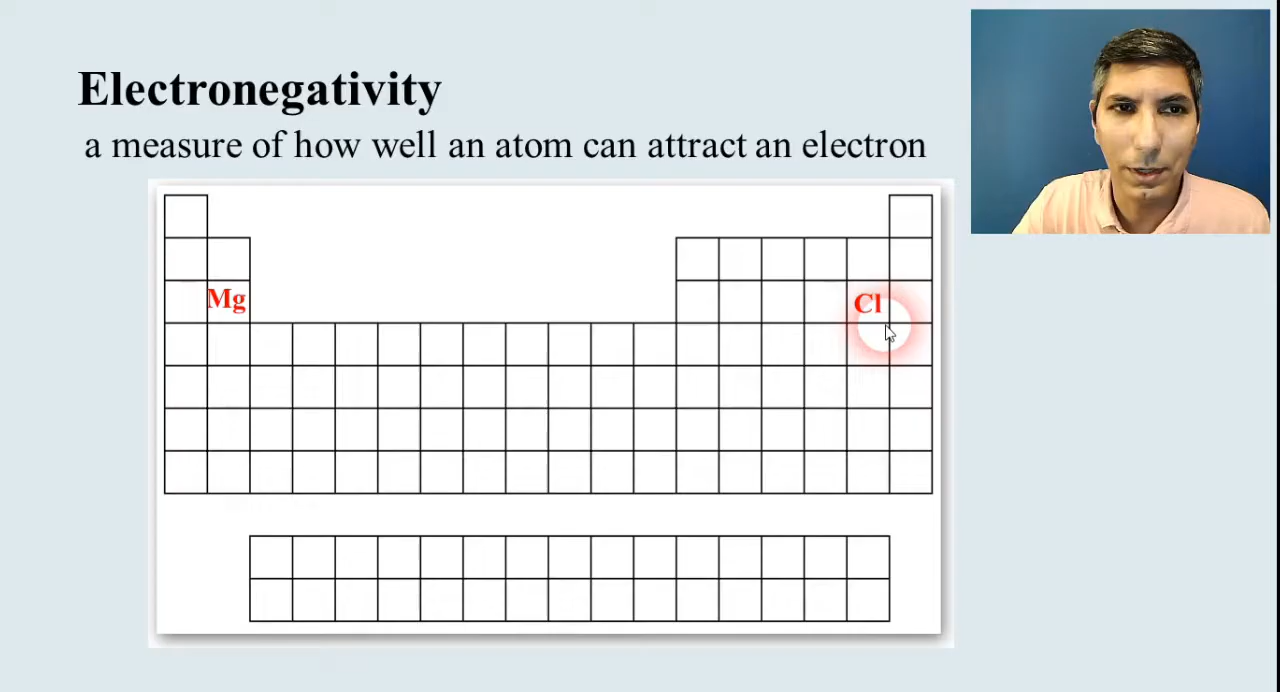 Electronegativity
a measure of how well an atom can attract an electron
Mg
Cl